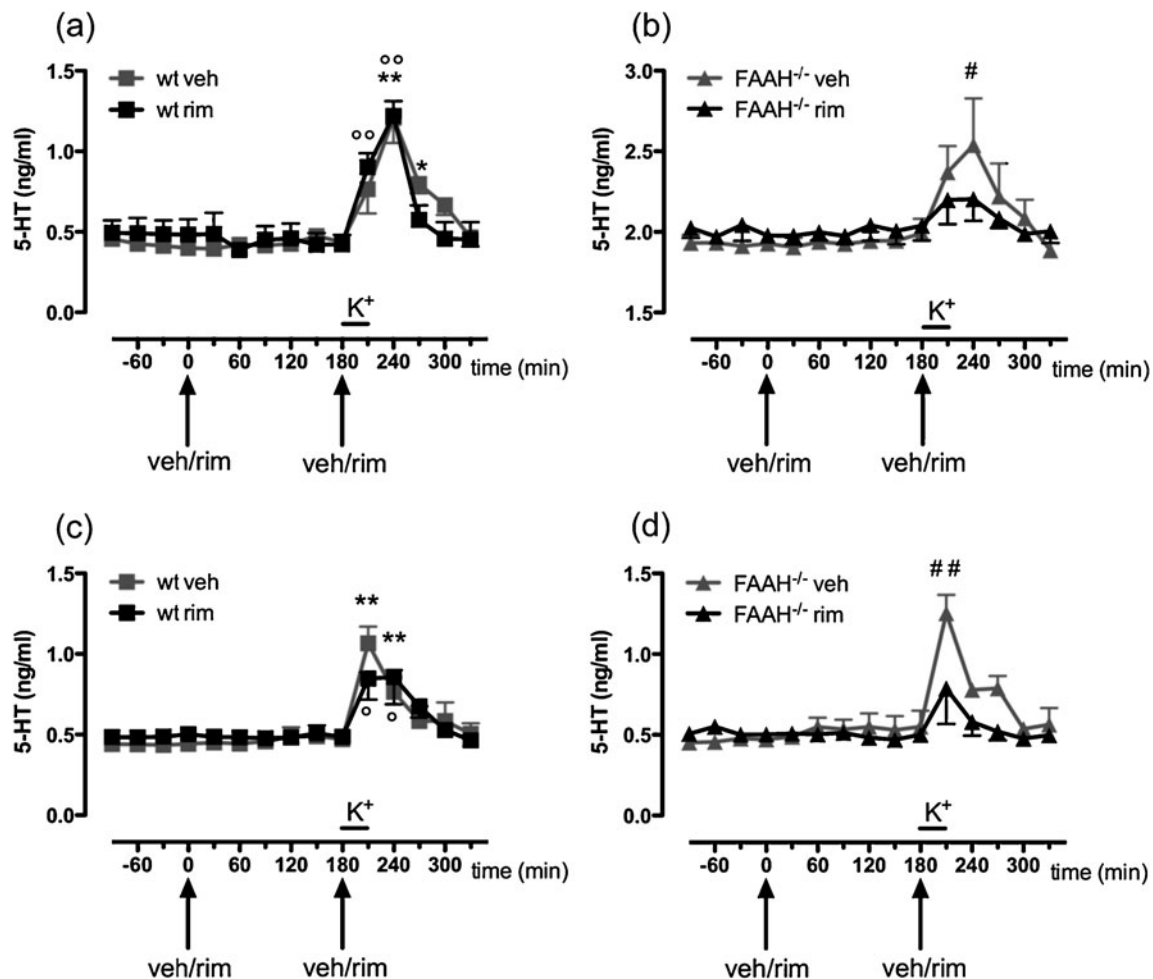 (a)
wt veh
wt rim
°°
**
°°
*
1.5
1.0
0.5
0.0
5-HT (ng/ml)
K+
-60 0 60 120 180 240 300 time (min)
veh/rim veh/rim
(b)
FAAH-/- veh
FAAH-/- rim
#
3.0
2.5
2.0
1.5
5-HT (ng/ml)
K+
-60 0 60 120 180 240 300 time (min)
veh/rim veh/rim
(c)
wt veh
wt rim
**
**
° °
1.5
1.0
0.5
0.0
5-HT (ng/ml)
K+
-60 0 60 120 180 240 300 time (min)
veh/rim veh/rim
(d)
FAAH-/- veh
FAAH-/- rim
# #
1.5
1.0
0.5
0.0
5-HT (ng/ml)
K+
-60 0 60 120 180 240 300 time (min)
veh/rim veh/rim